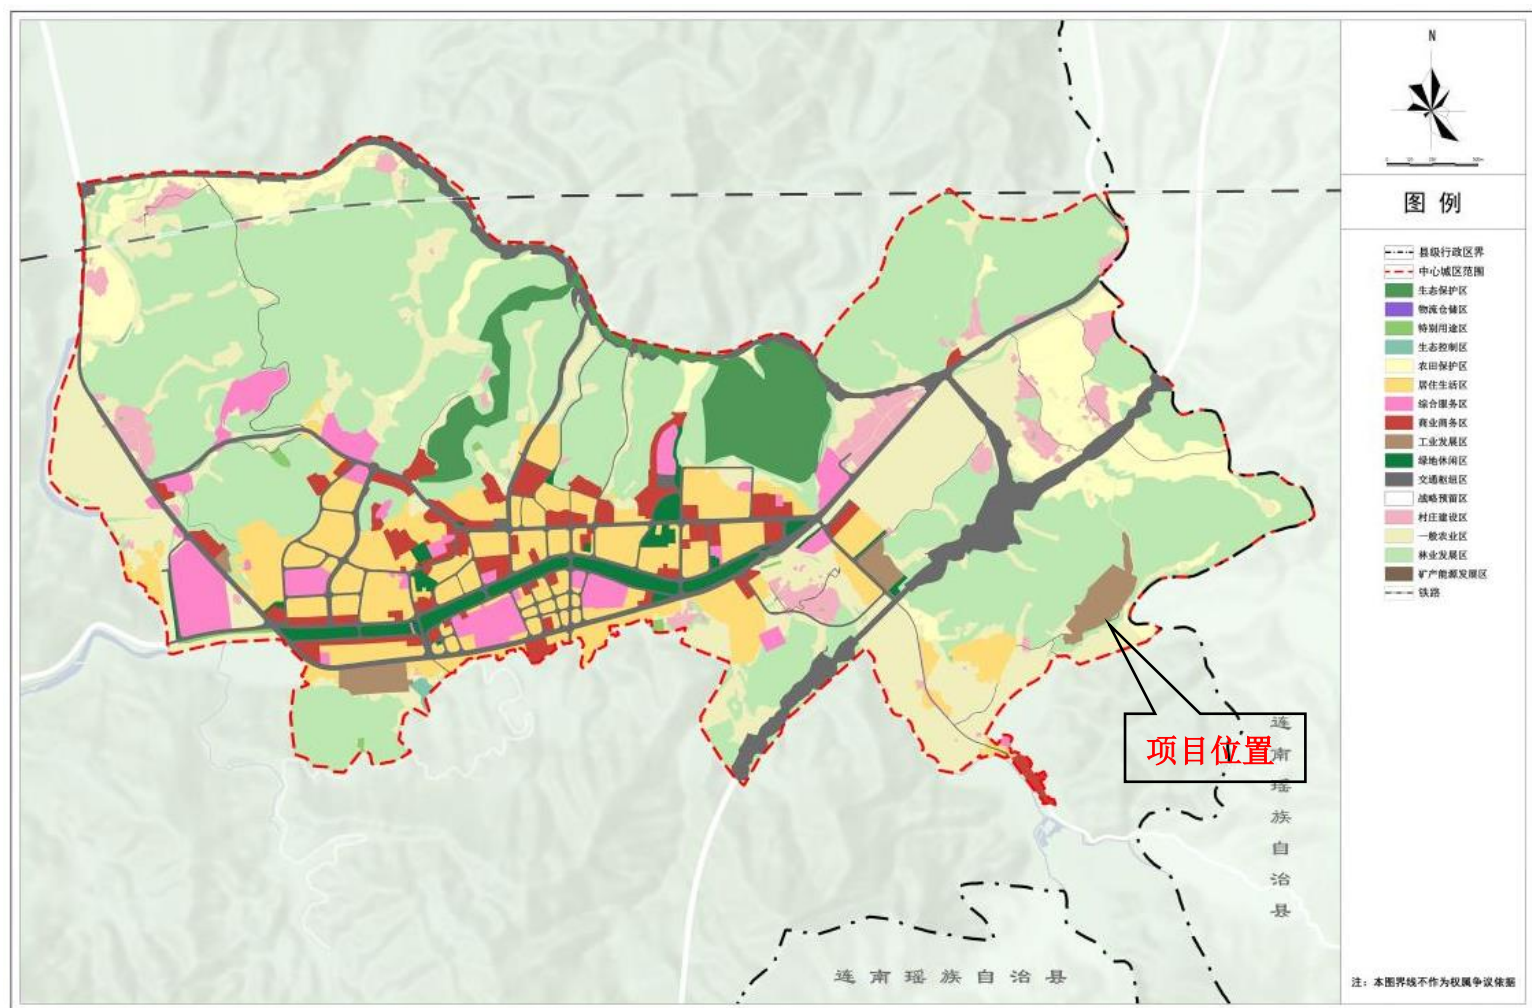 N
图例
县级行政区界
中心城区范围
生态保护区
物流仓储区
特别用途区
生态控制区
农田保护区
居住生活区
综合服务区
商业商务区
工业发展区
绿地休闲区
交通枢纽区
战略预留区
村庄建设区
一般农业区
林业发展区
矿产能源发展区
铁路
项目位置
连南瑶族自治县
连南瑶族自治县
注：本图界线不作为权属争议依据